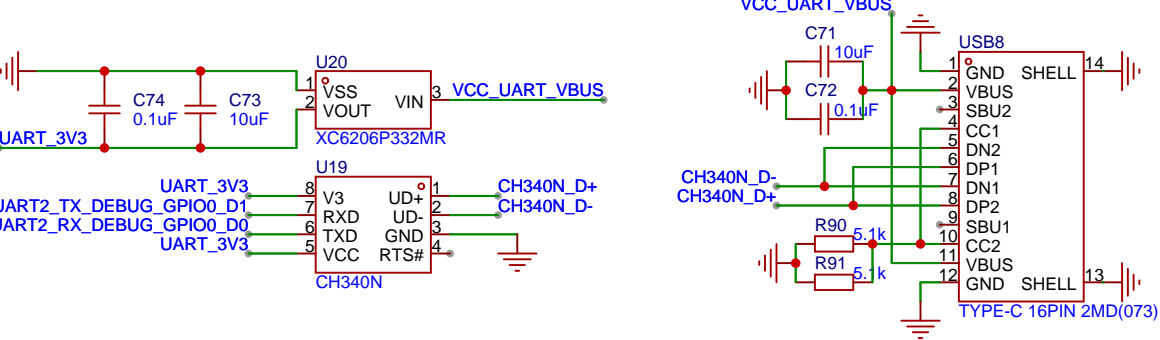 VCC_UART_VBUS
U20
1
VSS
2
VOUT
VIN
3
VCC_UART_VBUS
XC6206P332MR
C74
0.1uF
C73
10uF
UART_3V3
U19
UART_3V3
8
V3
UART2_TX_DEBUG_GPIO0_D1
7
RXD
UART2_RX_DEBUG_GPIO0_D0
6
TXD
UART_3V3
5
VCC
UD+
1
CH340N_D+
UD-
2
CH340N_D-
GND
3
RTS#
4
CH340N
C71
10uF
C72
0.1uF
CH340N_D-
CH340N_D+
R90
5.1k
R91
5.1k
USB8
1
GND
2
VBUS
3
SBU2
4
CC1
5
DN2
6
DP1
7
DN1
8
DP2
9
SBU1
10
CC2
11
VBUS
12
GND
SHELL
14
SHELL
13
TYPE-C 16PIN 2MD(073)